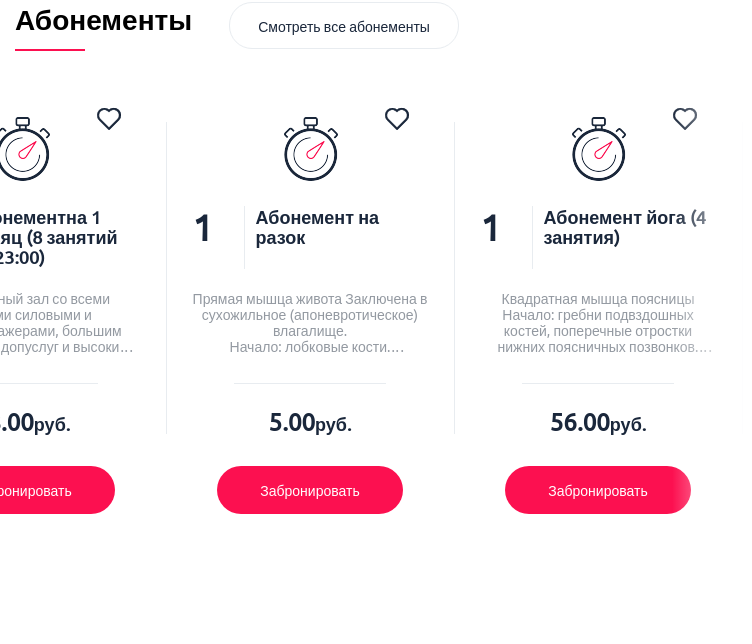 Абонементы
Смотреть все абонементы
онементна 1
яц (8 занятий
23:00)
ный зал со всеми
ми силовыми и
ажерами, большим
допуслуг и высоки...
.00руб.
ронировать
1
Абонемент на
разок
Прямая мышца живота Заключена в
сухожильное (апоневротическое)
влагалище.
Начало: лобковые кости....
5.00руб.
Забронировать
1
Абонемент йога (4
занятия)
Квадратная мышца поясницы
Начало: гребни подвздошных
костей, поперечные отростки
нижних поясничных позвонков....
56.00руб.
Забронировать